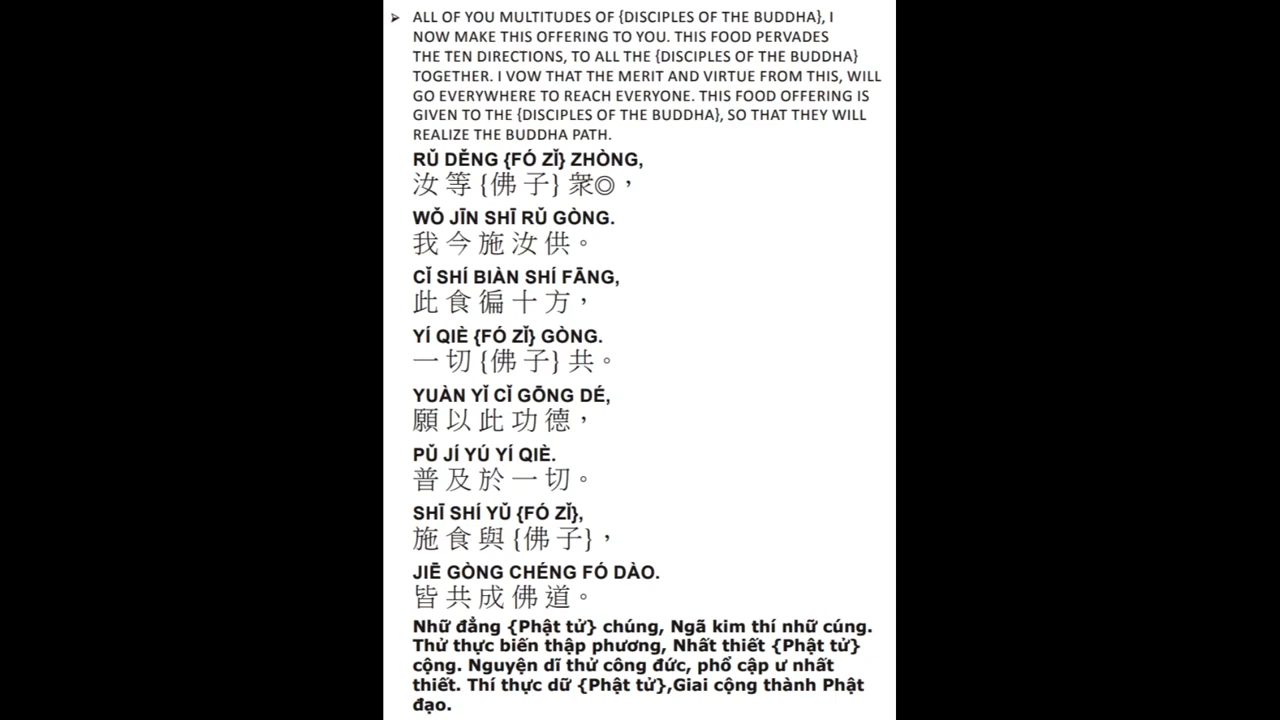 ➢ ALL OF YOU MULTITUDES OF {DISCIPLES OF THE BUDDHA}, I
NOW MAKE THIS OFFERING TO YOU. THIS FOOD PERVADES
THE TEN DIRECTIONS, TO ALL THE {DISCIPLES OF THE BUDDHA}
TOGETHER. I VOW THAT THE MERIT AND VIRTUE FROM THIS, WILL
GO EVERYWHERE TO REACH EVERYONE. THIS FOOD OFFERING IS
GIVEN TO THE {DISCIPLES OF THE BUDDHA}, SO THAT THEY WILL
REALIZE THE BUDDHA PATH.
RǓ DĚNG {FÓ ZǏ} ZHÒNG,
汝 等 {佛 子} 衆◎，
WǑ JĪN SHĪ RǓ GÒNG.
我 今 施 汝 供。
CǏ SHÍ BIÀN SHÍ FĀNG,
此 食 徧 十 方，
YÍ QIÈ {FÓ ZǏ} GÒNG.
一 切 {佛 子} 共。
YUÀN YǏ CǏ GŌNG DÉ,
願 以 此 功 德，
PǓ JÍ YÚ YÍ QIÈ.
普 及 於 一 切。
SHĪ SHÍ YǓ {FÓ ZǏ},
施 食 與 {佛 子}，
JIĒ GÒNG CHÉNG FÓ DÀO.
皆 共 成 佛 道。
Nhữ đẳng {Phật tử} chúng, Ngã kim thí nhữ cúng.
Thử thực biến thập phương, Nhất thiết {Phật tử}
cộng. Nguyện dĩ thử công đức, phổ cập ư nhất
thiết. Thí thực dữ {Phật tử},Giai cộng thành Phật
đạo.